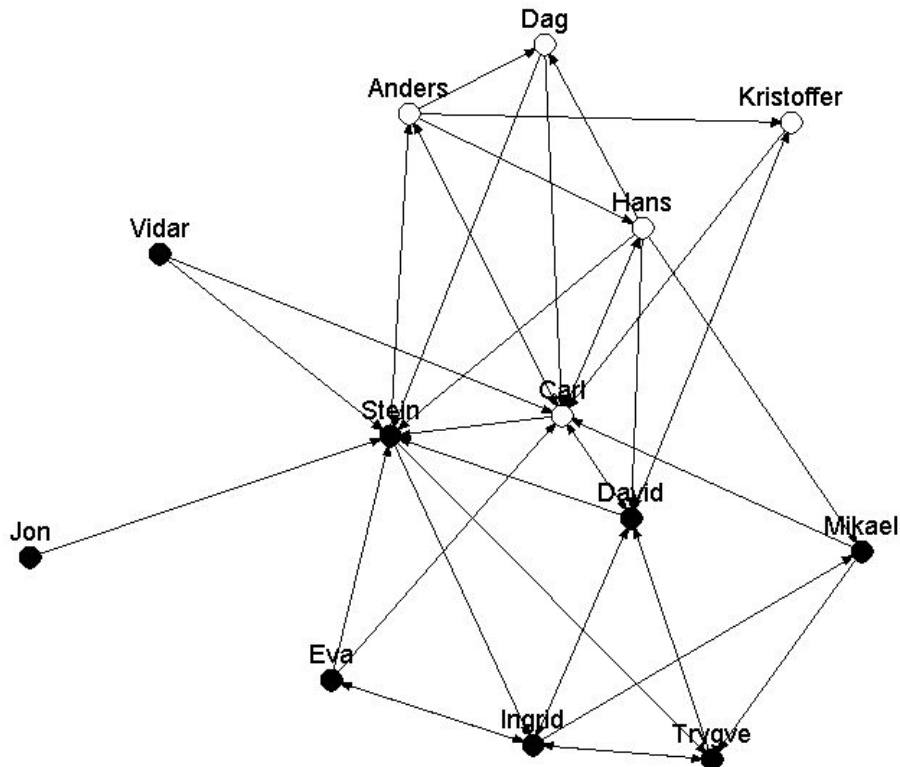 Dag
Anders
Kristoffer
Hans
Vidar
Carl
Stein
David
Mikael
Jon
Eva
Ingrid
Trygve